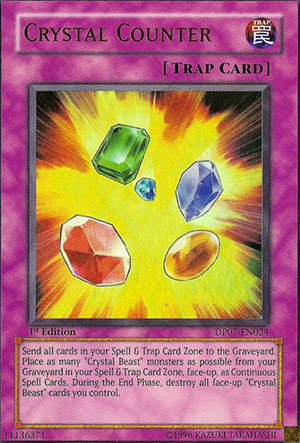 CRYSTAL COUNTER
TRAP
罠
[ TRAP CARD ]
1st Edition
DP07-EN024
Send all cards in your Spell & Trap Card Zone to the Graveyard.
Place as many "Crystal Beast" monsters as possible from your
Graveyard in your Spell & Trap Card Zone, face-up, as Continuous
Spell Cards. During the End Phase, destroy all face-up "Crystal
Beast" cards you control.
11136371
©1996 KAZUKI TAKAHASHI